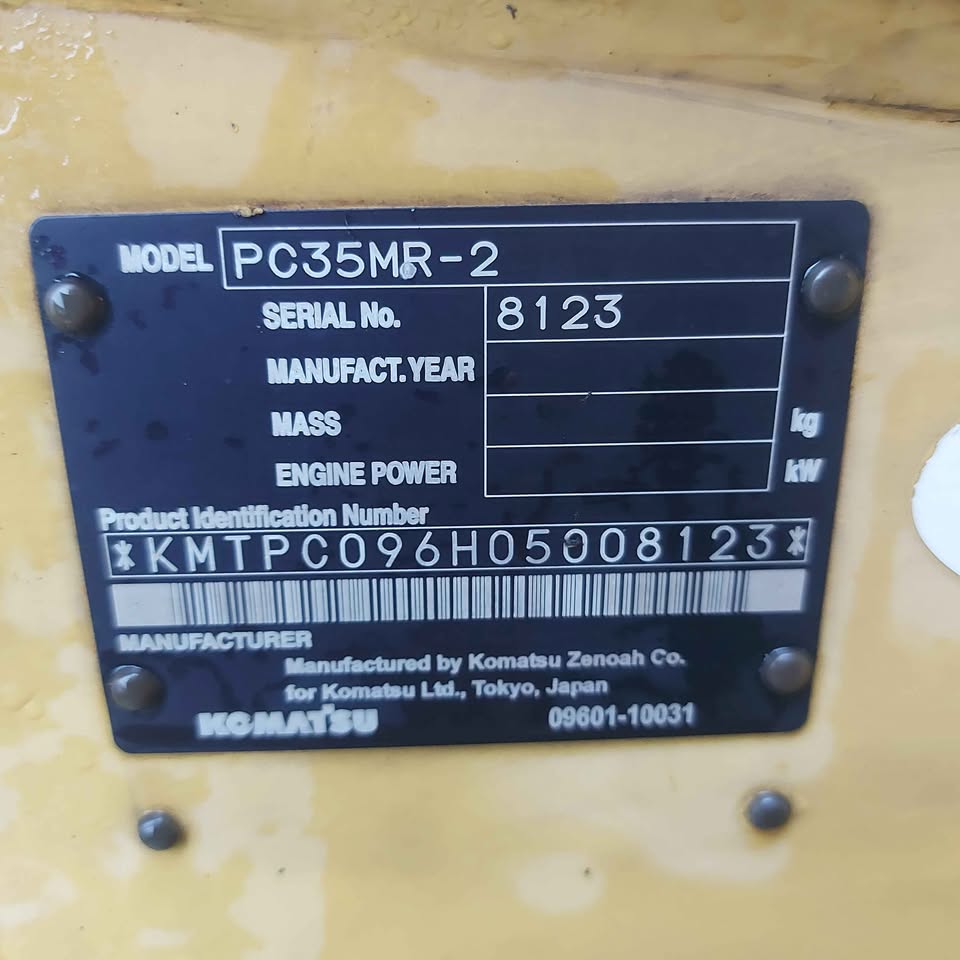 MODEL PC35MR-2
SERIAL No. 8123
MANUFACT.YEAR
MASS kg
ENGINE POWER kW
Product Identification Number
*KMTPC096H05008123*
MANUFACTURER
Manufactured by Komatsu Zenoah Co.
for Komatsu Ltd., Tokyo, Japan
KOMATSU 09601-10031